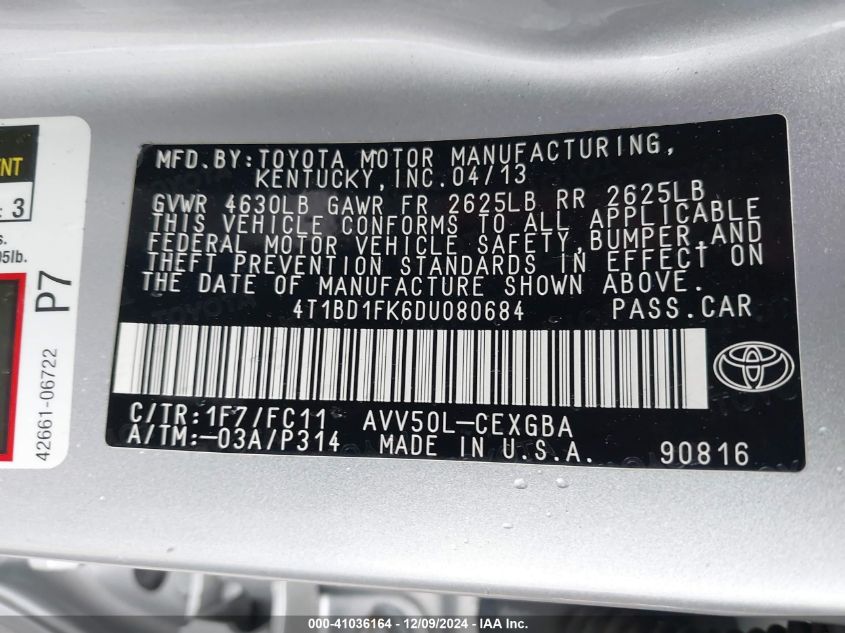 ENT
: 3
s.
05lb.
P7
42661-06722
MFD.BY:TOYOTA MOTOR MANUFACTURING,
KENTUCKY,INC.04/13
GVWR 4630LB GAWR FR 2625LB RR 2625LB
THIS VEHICLE CONFORMS TO ALL APPLICABLE
FEDERAL MOTOR VEHICLE SAFETY,BUMPER,AND
THEFT PREVENTION STANDARDS IN EFFECT ON
THE DATE OF MANUFACTURE SHOWN ABOVE.
4T1BD1FK6DU080684 PASS.CAR
C/TR:1F7/FC11 AVV50L-CEXGBA
A/TM:-03A/P314 MADE IN U.S.A. 90816
000-41036164 - 12/09/2024 - IAA Inc.